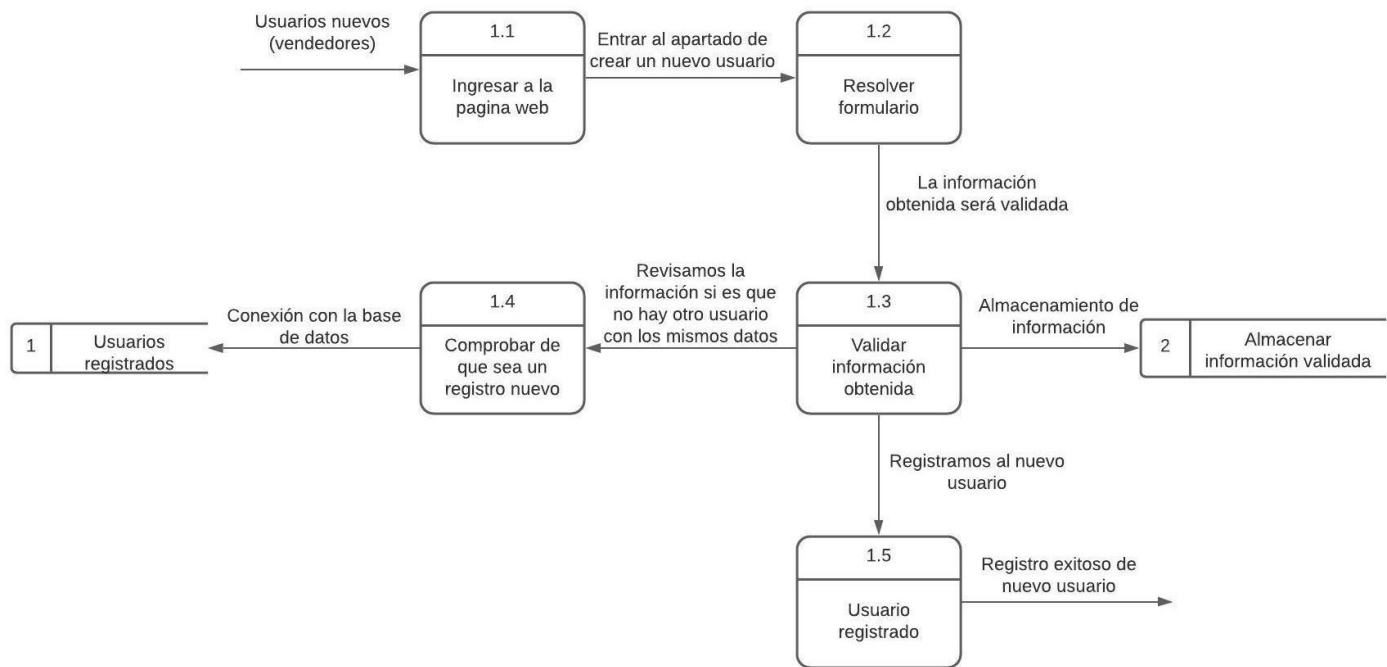 Usuarios nuevos
(vendedores)
1.1
Ingresar a la
pagina web
Entrar al apartado de
crear un nuevo usuario
1.2
Resolver
formulario
La información
obtenida será validada
1.3
Validar
información
obtenida
Revisamos la
información si es que
no hay otro usuario
con los mismos datos
1.4
Comprobar de
que sea un
registro nuevo
Conexión con la base
de datos
1
Usuarios
registrados
Almacenamiento de
información
2
Almacenar
información validada
Registramos al nuevo
usuario
1.5
Usuario
registrado
Registro exitoso de
nuevo usuario